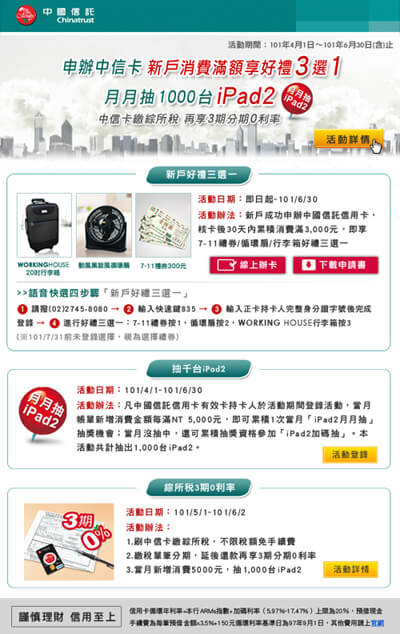 中國信託
Chinatrust
活動期間：101年4月1日～101年6月30日(含)止
申辦中信卡 新戶消費滿額享好禮3選1
月月抽1000台iPad2
月月抽
iPad2
中信卡繳綜所稅 再享3期分期0利率
活動詳情
新戶好禮三選一
WORKINGHOUSE
20吋行李箱
勳風黑旋風循環扇
7-11禮券300元
活動日期：即日起-101/6/30
活動辦法：新戶成功申辦中國信託信用卡，
核卡後30天內累積消費滿3,000元，即享
7-11禮券/循環扇/行李箱好禮三選一
線上辦卡
下載申請書
>>語音快選四步驟「新戶好禮三選一」
1 請撥(02)2745-8080 → 2 輸入快速鍵835 → 3 輸入正卡持卡人完整身分證字號後完成
登錄 → 4 進行好禮三選一：7-11禮券按1，循環扇按2，WORKING HOUSE行李箱按3
(※101/7/31前未登錄選擇，視為選擇禮券)
抽千台iPad2
月月抽
iPad2
活動日期：101/4/1-101/6/30
活動辦法：凡中國信託信用卡有效卡持卡人於活動期間登錄活動，當月
帳單新增消費金額每滿NT 5,000元，即可累積1次當月「iPad2月月抽」
抽獎機會；當月沒抽中，還可累積抽獎資格參加「iPad2加碼抽」。本
活動共計抽出1,000台iPad2。
活動登錄
綜所稅3期0利率
3期
0%
活動日期：101/5/1-101/6/2
活動辦法：
1.刷中信卡繳綜所稅，不限稅額免手續費
2.繳稅單筆分期，延後還款再享3期分期0利率
3.當月新增消費5000元，抽1,000台iPad2
活動詳情
謹慎理財 信用至上
信用卡循環年利率=本行ARMs指數+加碼利率（5.97%-17.47%）上限為20%，預借現金
手續費為每筆預借金額x3.5%+150元循環利率基準日為97年9月1日，其他費用請上官網